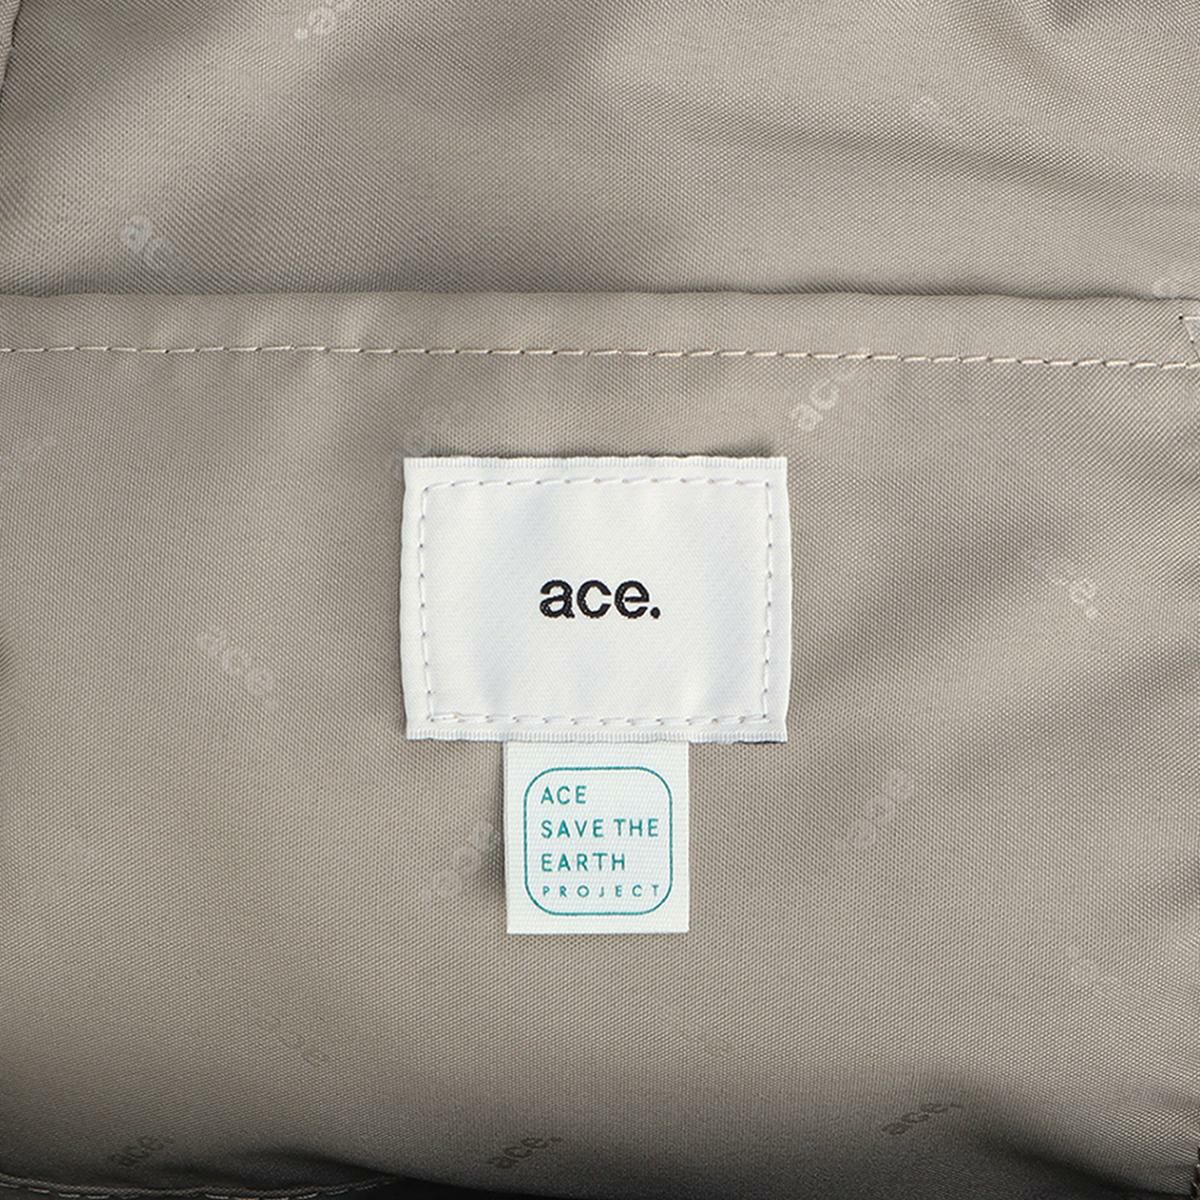 ace.
ACE
SAVE THE
EARTH
PROJECT